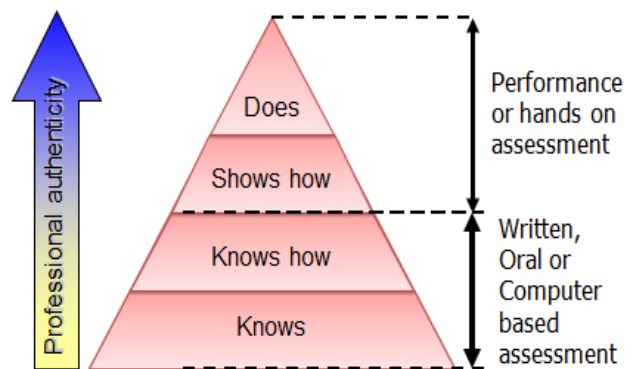 Professional authenticity
Does
Shows how
Knows how
Knows
Performance
or hands on
assessment
Written,
Oral or
Computer
based
assessment